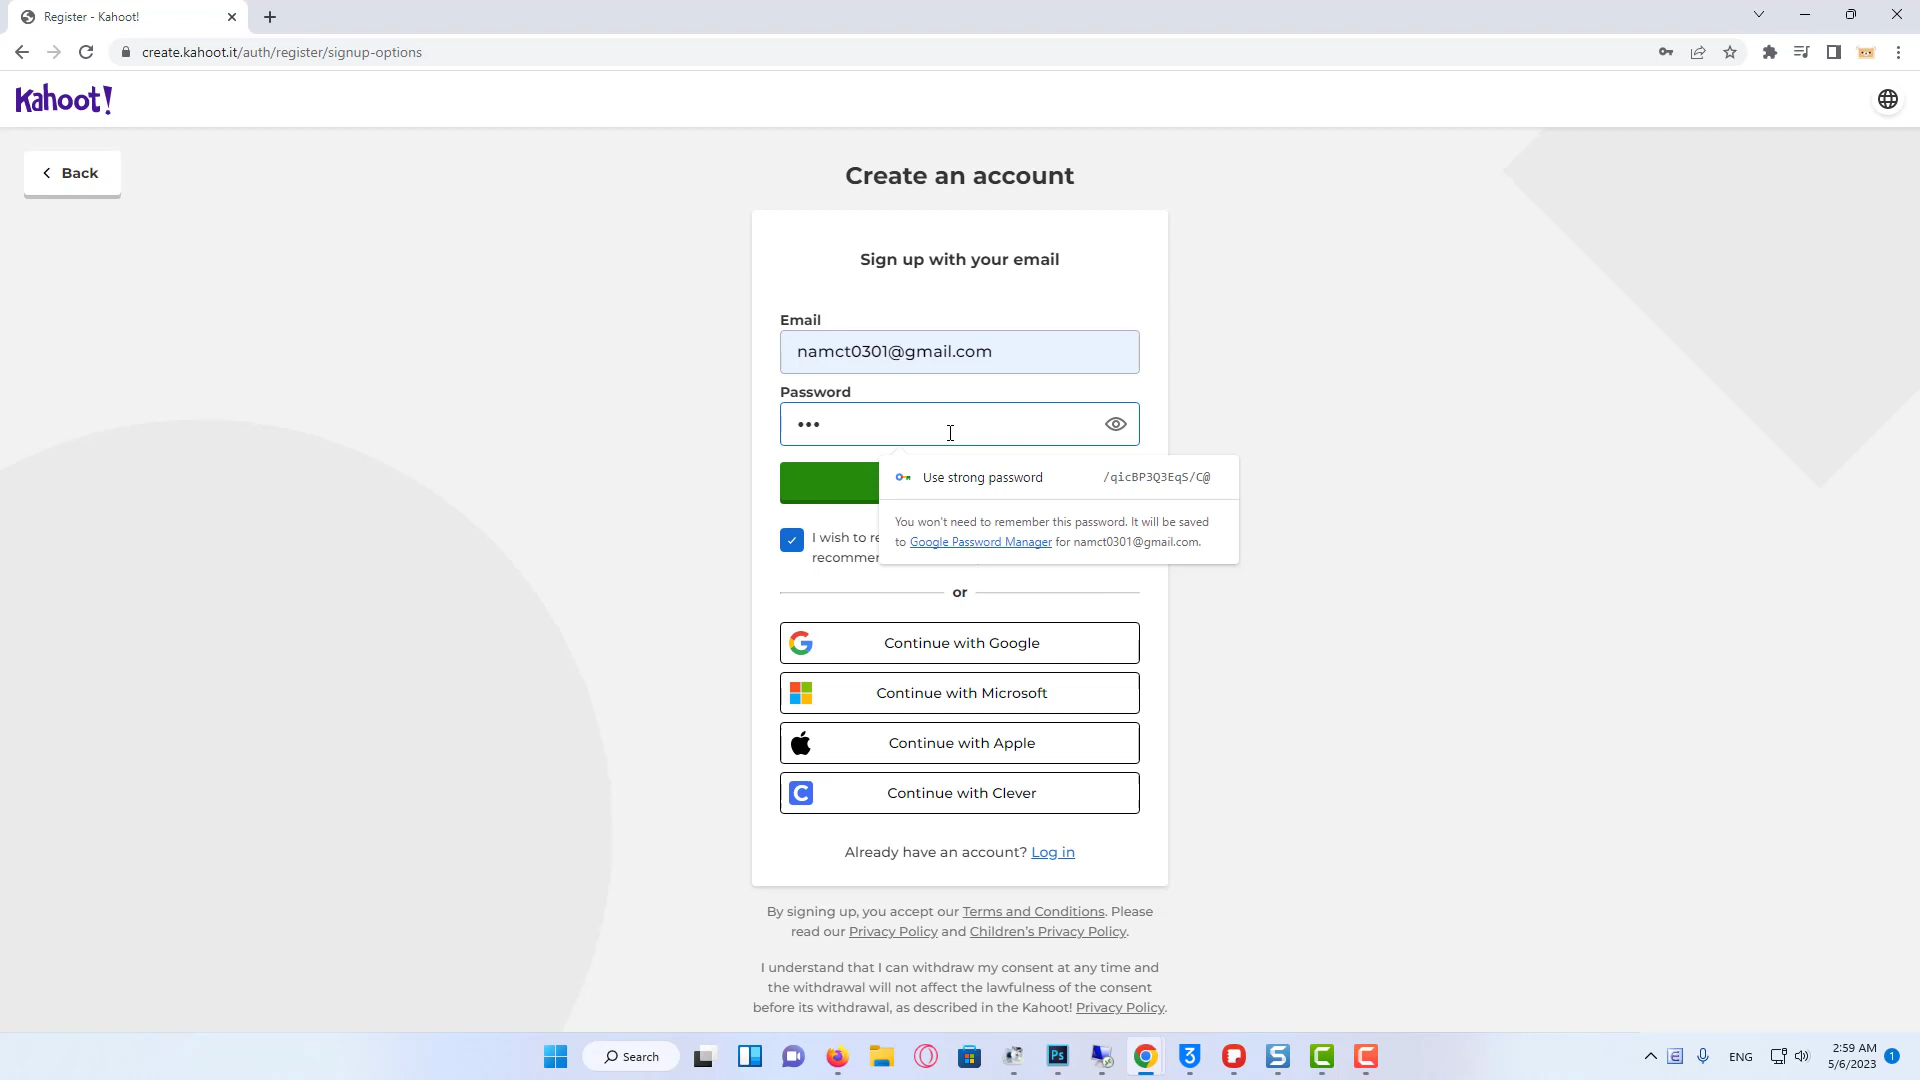 Register - Kahoot!
create.kahoot.it/auth/register/signup-options
Kahoot!
Back
Create an account
Sign up with your email
Email
namct0301@gmail.com
Password
•••
Use strong password /qicBP3Q3EqS/C@
You won't need to remember this password. It will be saved
to Google Password Manager for namct0301@gmail.com.
I wish to re
recommen
or
Continue with Google
Continue with Microsoft
Continue with Apple
C Continue with Clever
Already have an account? Log in
By signing up, you accept our Terms and Conditions. Please
read our Privacy Policy and Children's Privacy Policy.
I understand that I can withdraw my consent at any time and
the withdrawal will not affect the lawfulness of the consent
before its withdrawal, as described in the Kahoot! Privacy Policy.
Search
Ps
3
S
C
C
E
ENG
2:59 AM
5/6/2023
1